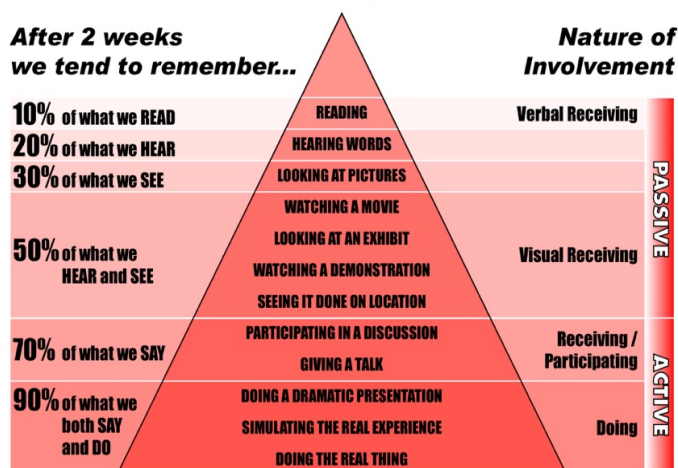 After 2 weeks
we tend to remember...
Nature of
Involvement
10% of what we READ
READING
Verbal Receiving
20% of what we HEAR
HEARING WORDS
30% of what we SEE
LOOKING AT PICTURES
PASSIVE
50% of what we
HEAR and SEE
WATCHING A MOVIE
LOOKING AT AN EXHIBIT
WATCHING A DEMONSTRATION
SEEING IT DONE ON LOCATION
Visual Receiving
70% of what we SAY
PARTICIPATING IN A DISCUSSION
GIVING A TALK
Receiving /
Participating
ACTIVE
90% of what we
both SAY
and DO
DOING A DRAMATIC PRESENTATION
SIMULATING THE REAL EXPERIENCE
DOING THE REAL THING
Doing